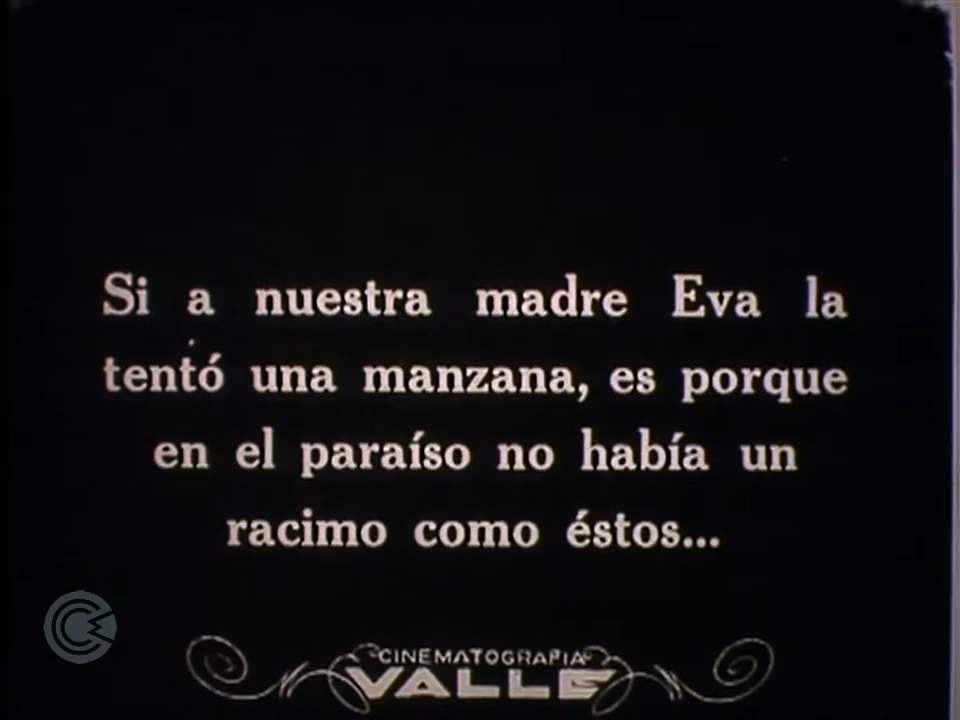 Si a nuestra madre Eva la
tentó una manzana, es porque
en el paraíso no había un
racimo como éstos...
CINEMATOGRAFIA
VALLE